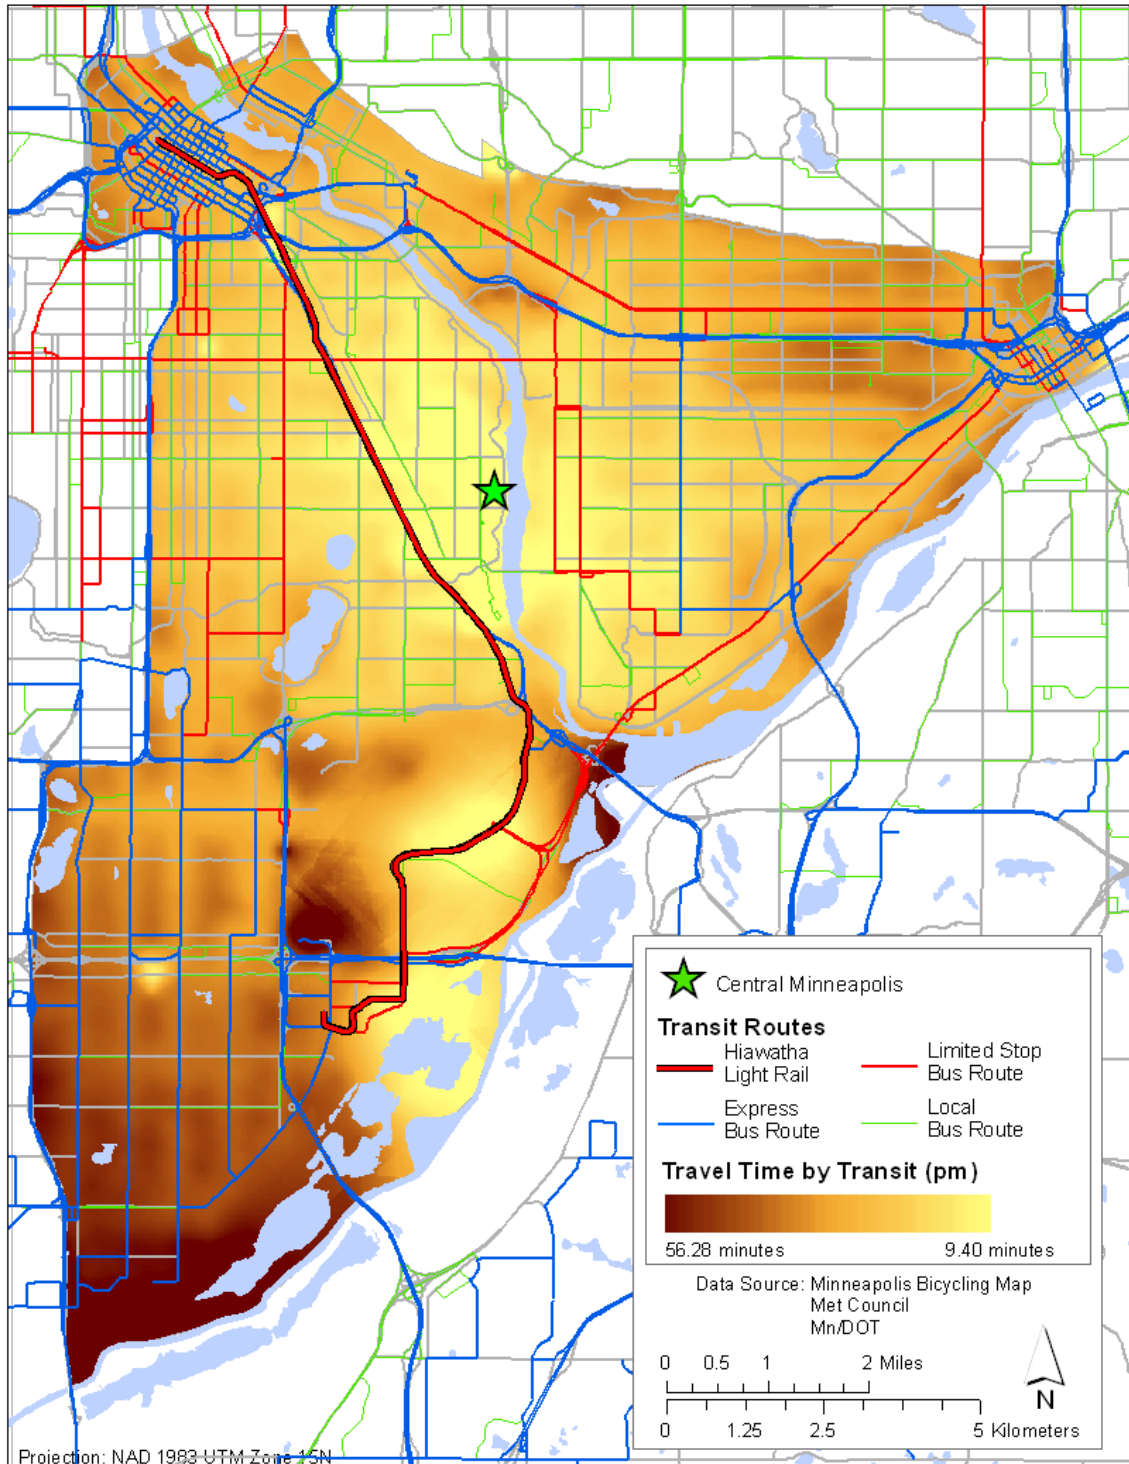 Central Minneapolis
Transit Routes
Hiawatha
Light Rail
Limited Stop
Bus Route
Express
Bus Route
Local
Bus Route
Travel Time by Transit (pm)
56.28 minutes 9.40 minutes
Data Source: Minneapolis Bicycling Map
Met Council
Mn/DOT
0 0.5 1 2 Miles
0 1.25 2.5 5 Kilometers
N
Projection: NAD 1983 UTM Zone 15N